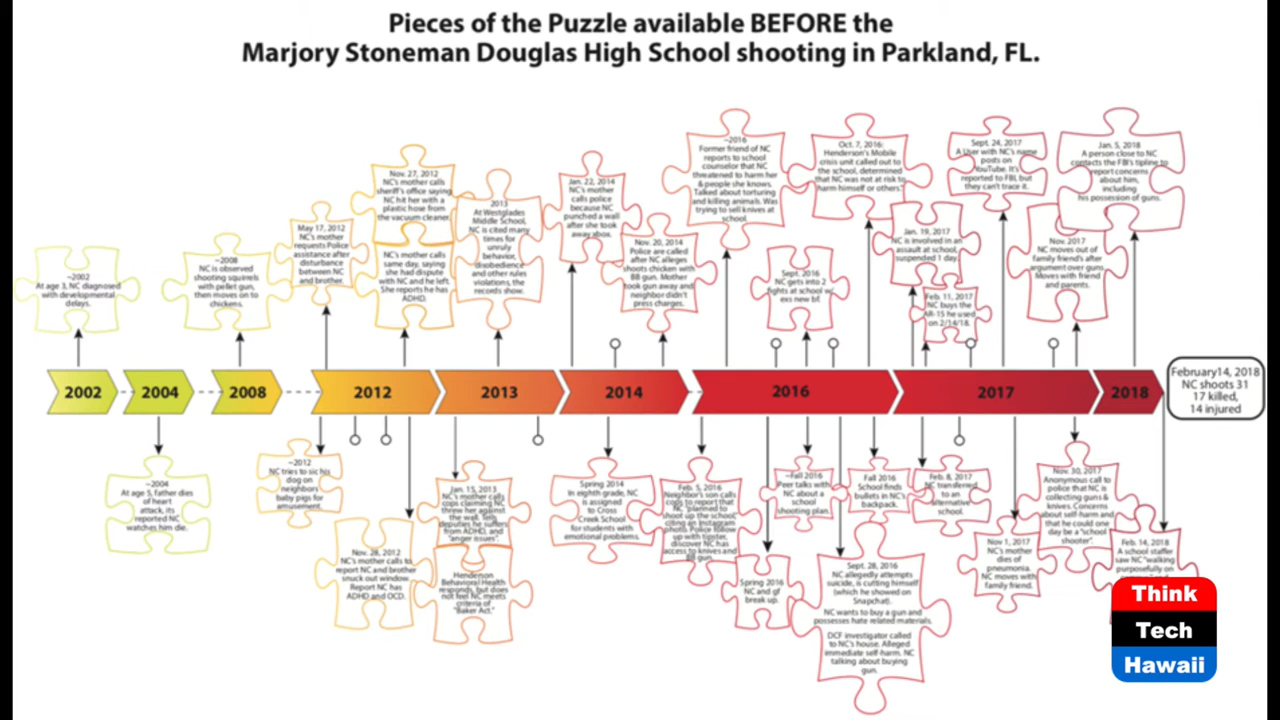 Pieces of the Puzzle available BEFORE the
Marjory Stoneman Douglas High School shooting in Parkland, FL.
~2002
At age 3, NC diagnosed
with developmental
delays.
~2008
NC is observed
shooting squirrels
with pellet gun,
then moves on to
chickens.
May 17, 2012
NC's mother
requests Police
assistance after
disturbance
between NC
and brother.
Nov. 27, 2012
NC's mother calls
sheriff's office saying
NC hit her with a
plastic hose from
the vacuum cleaner.
NC's mother calls
same day, saying
she had dispute
with NC and he left.
She reports he has
ADHD.
2013
At Westglades
Middle School,
NC is cited many
times for
unruly
behavior,
disobedience
and other rules
violations, the
records show.
Jan. 22, 2014
NC's mother
calls police
because NC
punched a wall
after she took
away xbox.
Nov. 20, 2014
Police are called
after NC alleges
shoots chicken with
BB gun. Mother
took gun away and
neighbor didn't
press charges.
~2016
Former friend of NC
reports to school
counselor that NC
threatened to harm her
& people she knows.
Talked about torturing
and killing animals. Was
trying to sell knives at
school.
Sept. 2016
NC gets into 2
fights at school w/
exs new bf.
Oct. 7, 2016:
Henderson's Mobile
crisis unit called out to
the school, determined
that NC was not at risk to
harm himself or others."
Jan. 19, 2017
NC is involved in an
assault at school,
suspended 1 day.
Feb. 11, 2017
NC buys the
AR-15 he used
on 2/14/18.
Sept. 24, 2017
A User with NC's name
posts on
YouTube. It's
reported to FBI, but
they can't trace it.
Nov. 2017
NC moves out of
family friend's after
argument over guns.
Moves with friend
and parents.
Jan. 5, 2018
A person close to NC
contacts the FBI's tipline to
report concerns
about him,
including
his possession of guns.
2002
2004
2008
2012
2013
2014
2016
2017
2018
February14, 2018
NC shoots 31
17 killed,
14 injured
~2004
At age 5, father dies
of heart
attack, its
reported NC
watches him die.
~2012
NC tries to sic his
dog on
neighbors
baby pigs for
amusement.
Nov. 28, 2012
NC's mother calls to
report NC and brother
snuck out window.
Report NC has
ADHD and OCD.
Jan. 15, 2013
NC's mother calls
cops claiming NC
threw her against
the wall. Tells
deputies he suffers
from ADHD, and
"anger issues".
Henderson
Behavioral Health
responds, but does
not feel NC meets
criteria of
"Baker Act."
Spring 2014
In eighth grade, NC
is assigned
to Cross
Creek School
for students with
emotional problems.
Feb. 5, 2016
Neighbor's son calls
cops to report that
NC "planned to
shoot up the school,
citing an Instagram
photo. Police follow
up with tipster,
discover NC has
access to knives and
BB gun.
Spring 2016
NC and gf
break up.
~Fall 2016
Peer talks with
NC about a
school
shooting plan.
Sept. 28, 2016
NC allegedly attempts
suicide, is cutting himself
(which he showed on
Snapchat).
NC wants to buy a gun and
possesses hate related materials.
DCF investigator called
to NC's house. Alleged
immediate self-harm. NC
talking about buying
gun.
Fall 2016
School finds
bullets in NC's
backpack.
Feb. 8, 2017
NC transferred
to an
alternative
school.
Nov 1, 2017
NC's mother
dies of
pneumonia.
NC moves with
family friend.
Nov. 30, 2017
Anonymous call to
police that NC is
collecting guns &
knives. Concerns
about self-harm and
that he could one
day be a "school
shooter".
Feb. 14, 2018
A school staffer
saw NC "walking
purposefully on
Think
Tech
Hawaii